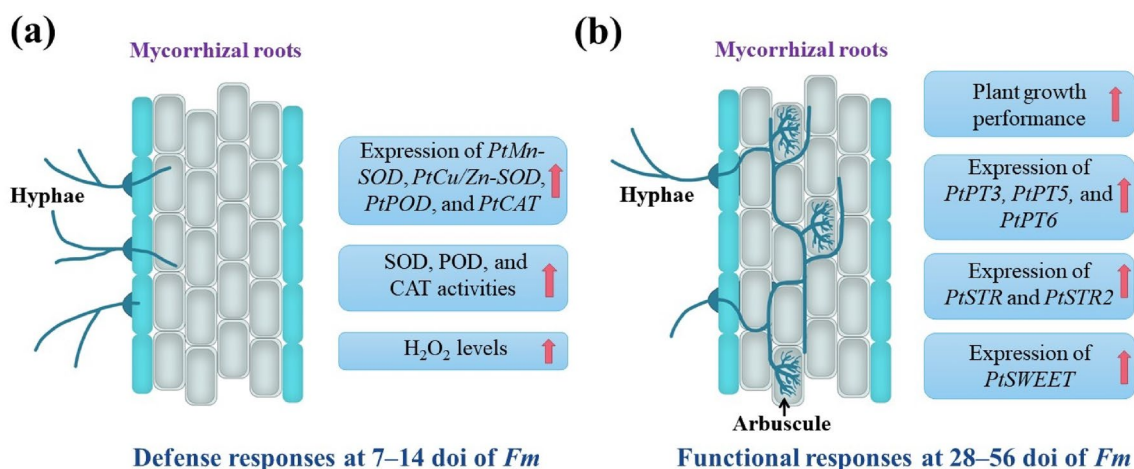 (a)
Mycorrhizal roots
Hyphae
Expression of PtMn-
SOD, PtCu/Zn-SOD,
PtPOD, and PtCAT
SOD, POD, and
CAT activities
H₂O₂ levels
Defense responses at 7–14 doi of Fm
(b)
Mycorrhizal roots
Hyphae
Arbuscule
Plant growth
performance
Expression of
PtPT3, PtPT5, and
PtPT6
Expression of
PtSTR and PtSTR2
Expression of
PtSWEET
Functional responses at 28–56 doi of Fm